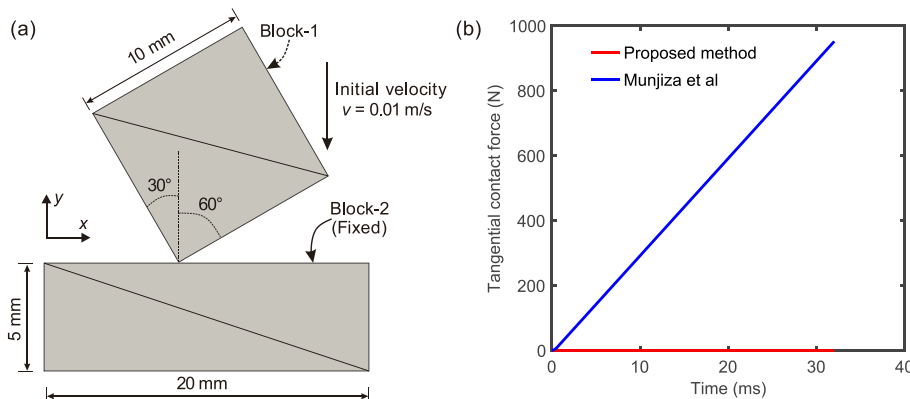 (a)
10 mm
Block-1
Initial velocity
v = 0.01 m/s
30°
60°
y
x
Block-2
(Fixed)
5 mm
20 mm
(b)
Tangential contact force (N)
1000
800
600
400
200
0
Proposed method
Munjiza et al
0 10 20 30 40
Time (ms)